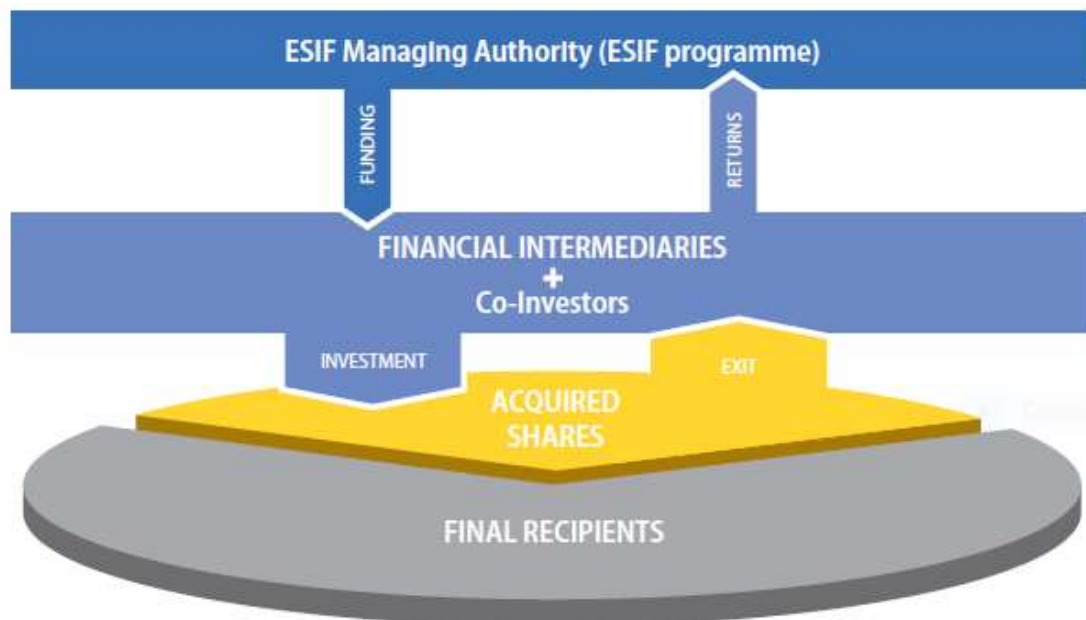 ESIF Managing Authority (ESIF programme)
FUNDING
RETURNS
FINANCIAL INTERMEDIARIES
+
Co-Investors
INVESTMENT
EXIT
ACQUIRED
SHARES
FINAL RECIPIENTS